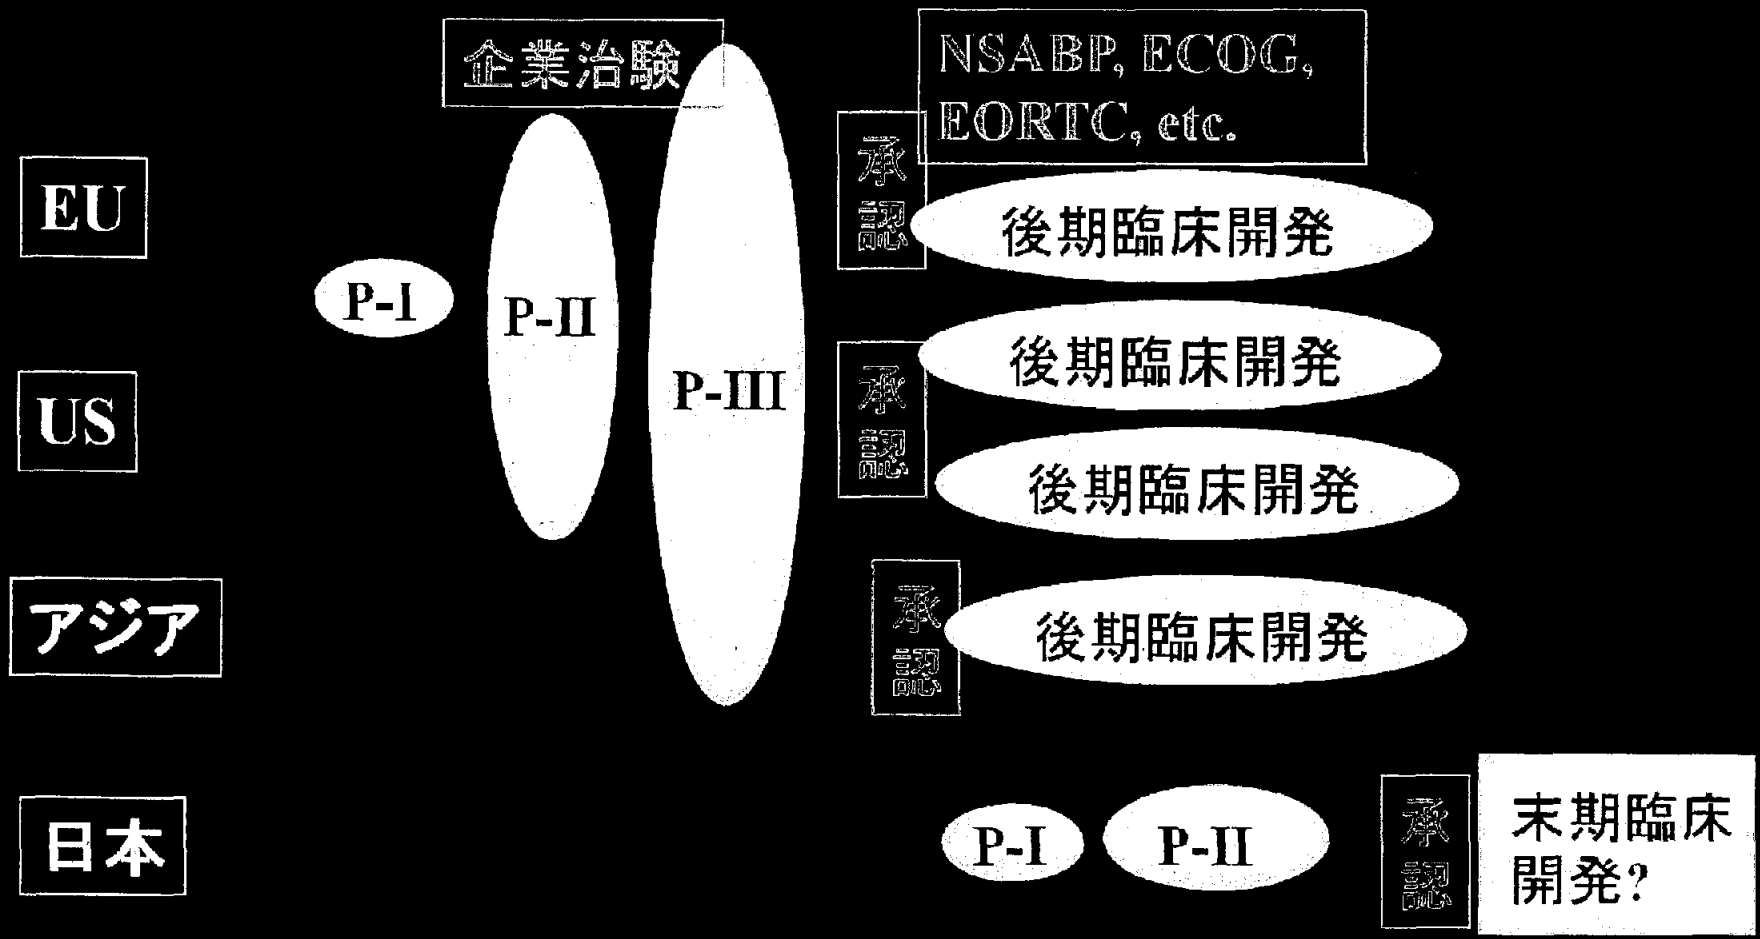 企業治験
NSABP, ECOG,
EORTC, etc.
EU
承認
後期臨床開発
P-I
P-II
P-III
US
承認
後期臨床開発
後期臨床開発
アジア
承認
後期臨床開発
日本
P-I
P-II
承認
末期臨床
開発?